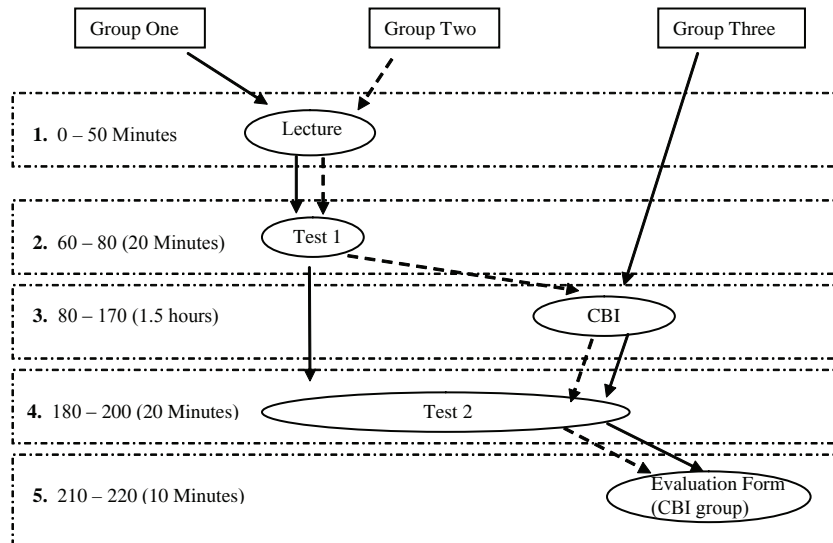 Group One
Group Two
Group Three
1. 0 – 50 Minutes
Lecture
2. 60 – 80 (20 Minutes)
Test 1
3. 80 – 170 (1.5 hours)
CBI
4. 180 – 200 (20 Minutes)
Test 2
5. 210 – 220 (10 Minutes)
Evaluation Form
(CBI group)